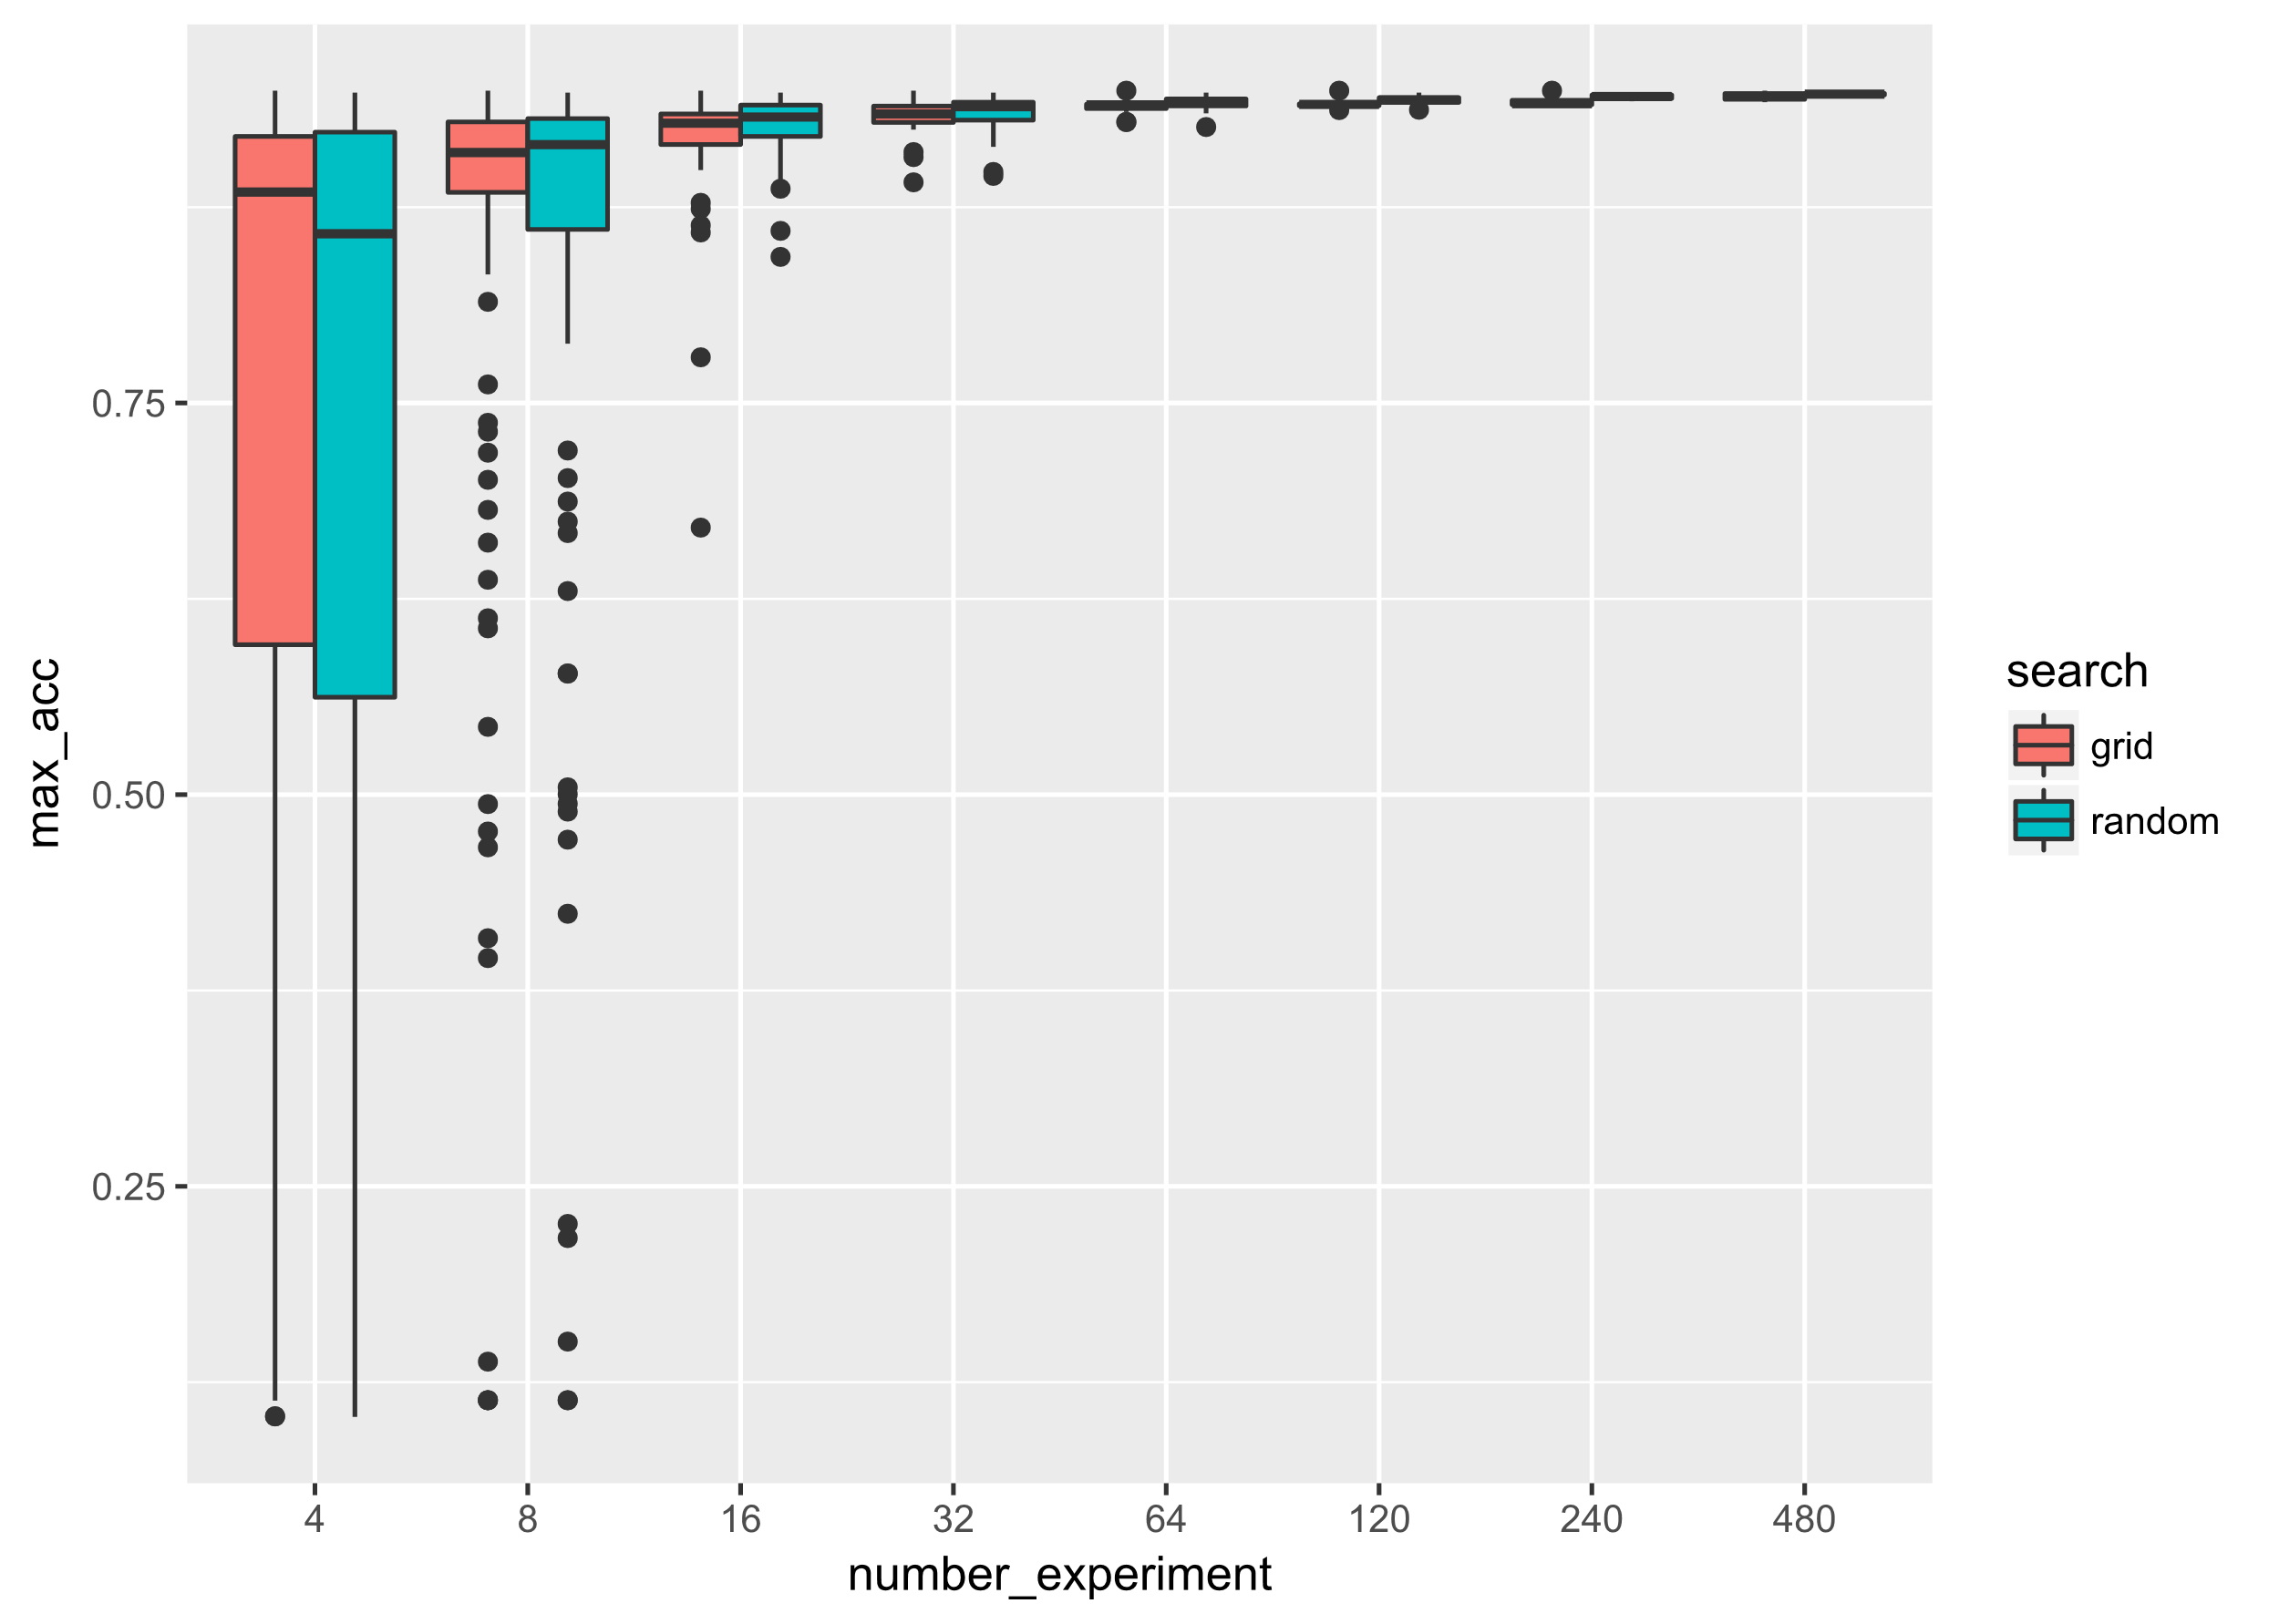 max_acc
0.75
0.50
0.25
4 8 16 32 64 120 240 480
number_experiment
search
grid
random